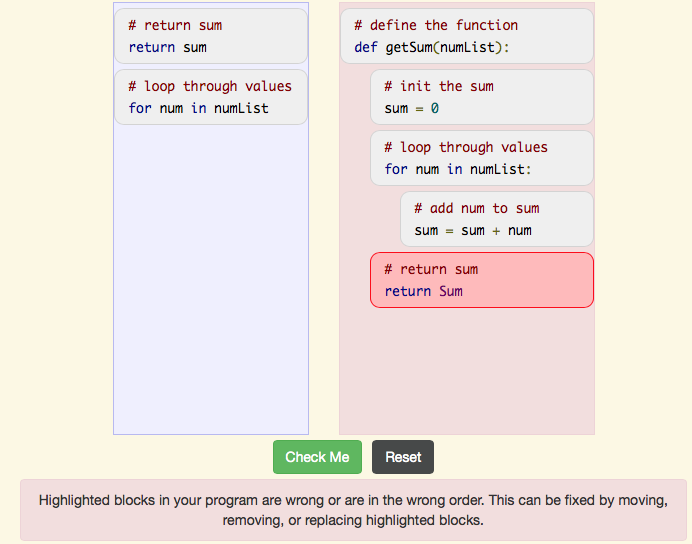 # return sum
return sum
# loop through values
for num in numList
# define the function
def getSum(numList):
# init the sum
sum = 0
# loop through values
for num in numList:
# add num to sum
sum = sum + num
# return sum
return Sum
Check Me
Reset
Highlighted blocks in your program are wrong or are in the wrong order. This can be fixed by moving,
removing, or replacing highlighted blocks.